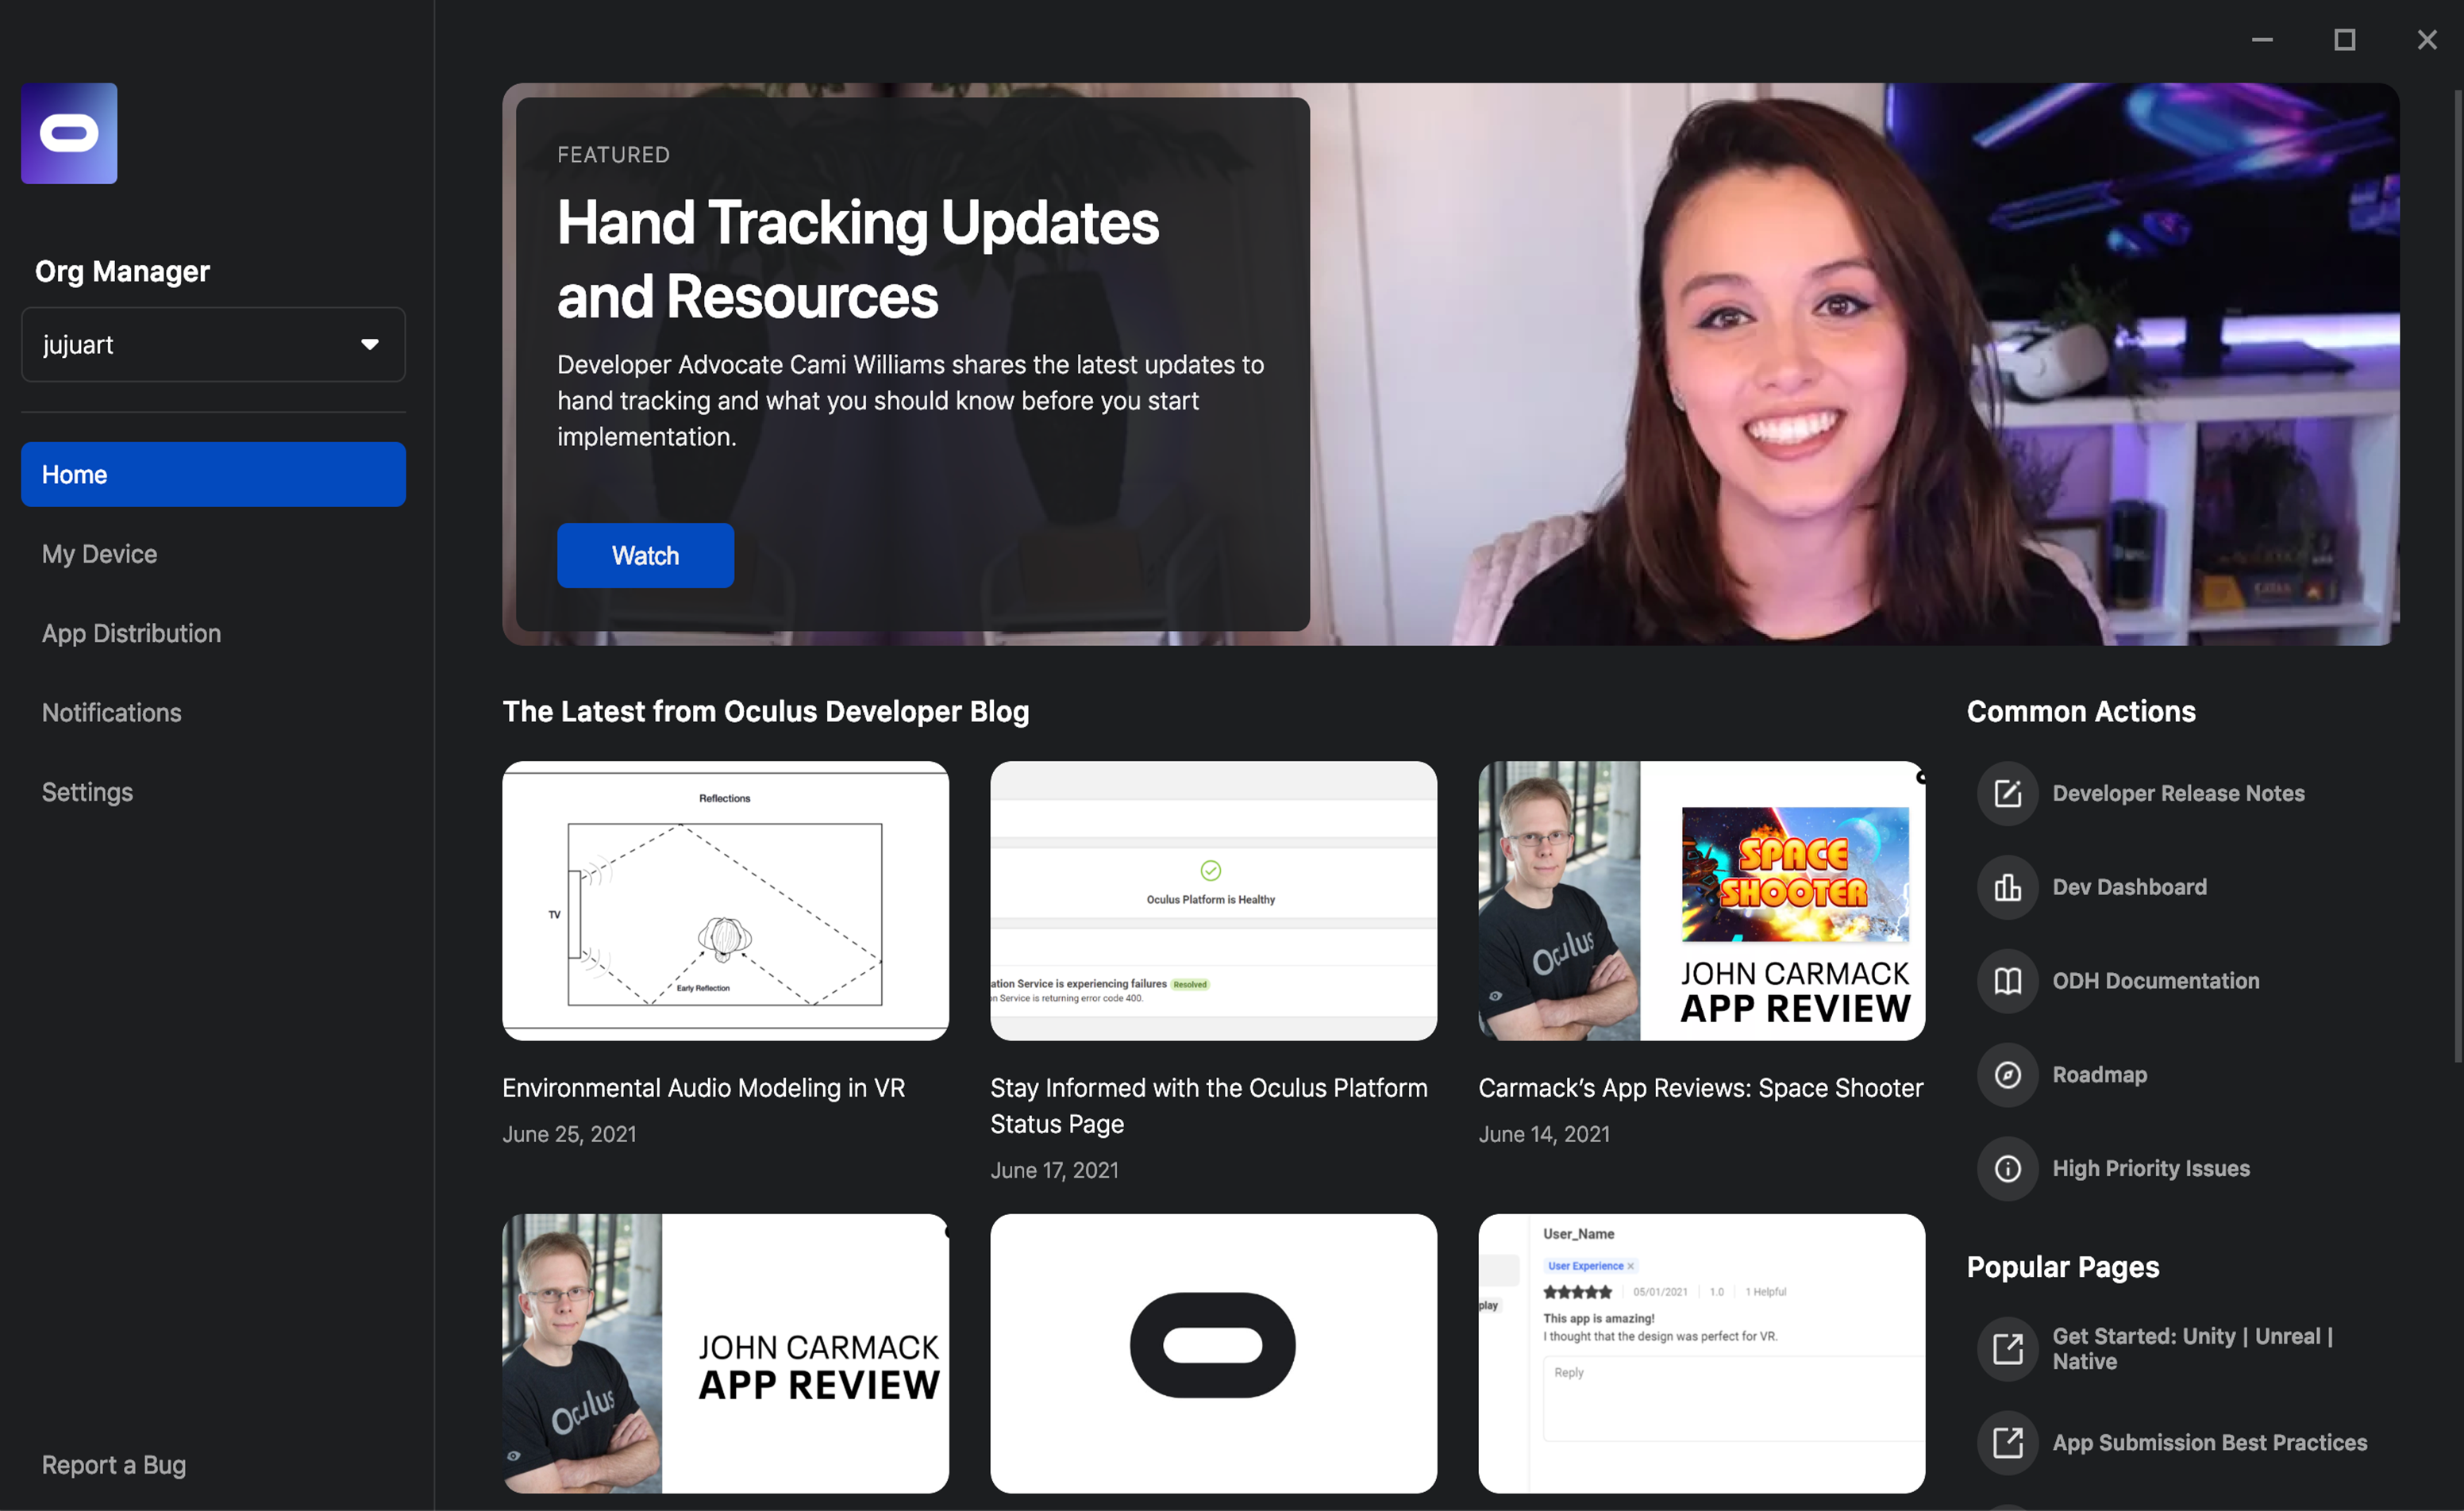 Org Manager
jujuart
Home
My Device
App Distribution
Notifications
Settings
Report a Bug
FEATURED
Hand Tracking Updates
and Resources
Developer Advocate Cami Williams shares the latest updates to
hand tracking and what you should know before you start
implementation.
Watch
The Latest from Oculus Developer Blog
Reflections
TV
Early Reflection
Environmental Audio Modeling in VR
June 25, 2021
Oculus Platform is Healthy
ation Service is experiencing failures Resolved
n Service is returning error code 400.
Stay Informed with the Oculus Platform
Status Page
June 17, 2021
Oculus
SPACE
SHOOTER
JOHN CARMACK
APP REVIEW
Carmack's App Reviews: Space Shooter
June 14, 2021
Oculus
JOHN CARMACK
APP REVIEW
User_Name
User Experience ×
05/01/2021 1.0 1 Helpful
play
This app is amazing!
I thought that the design was perfect for VR.
Reply
Common Actions
Developer Release Notes
Dev Dashboard
ODH Documentation
Roadmap
High Priority Issues
Popular Pages
Get Started: Unity | Unreal |
Native
App Submission Best Practices